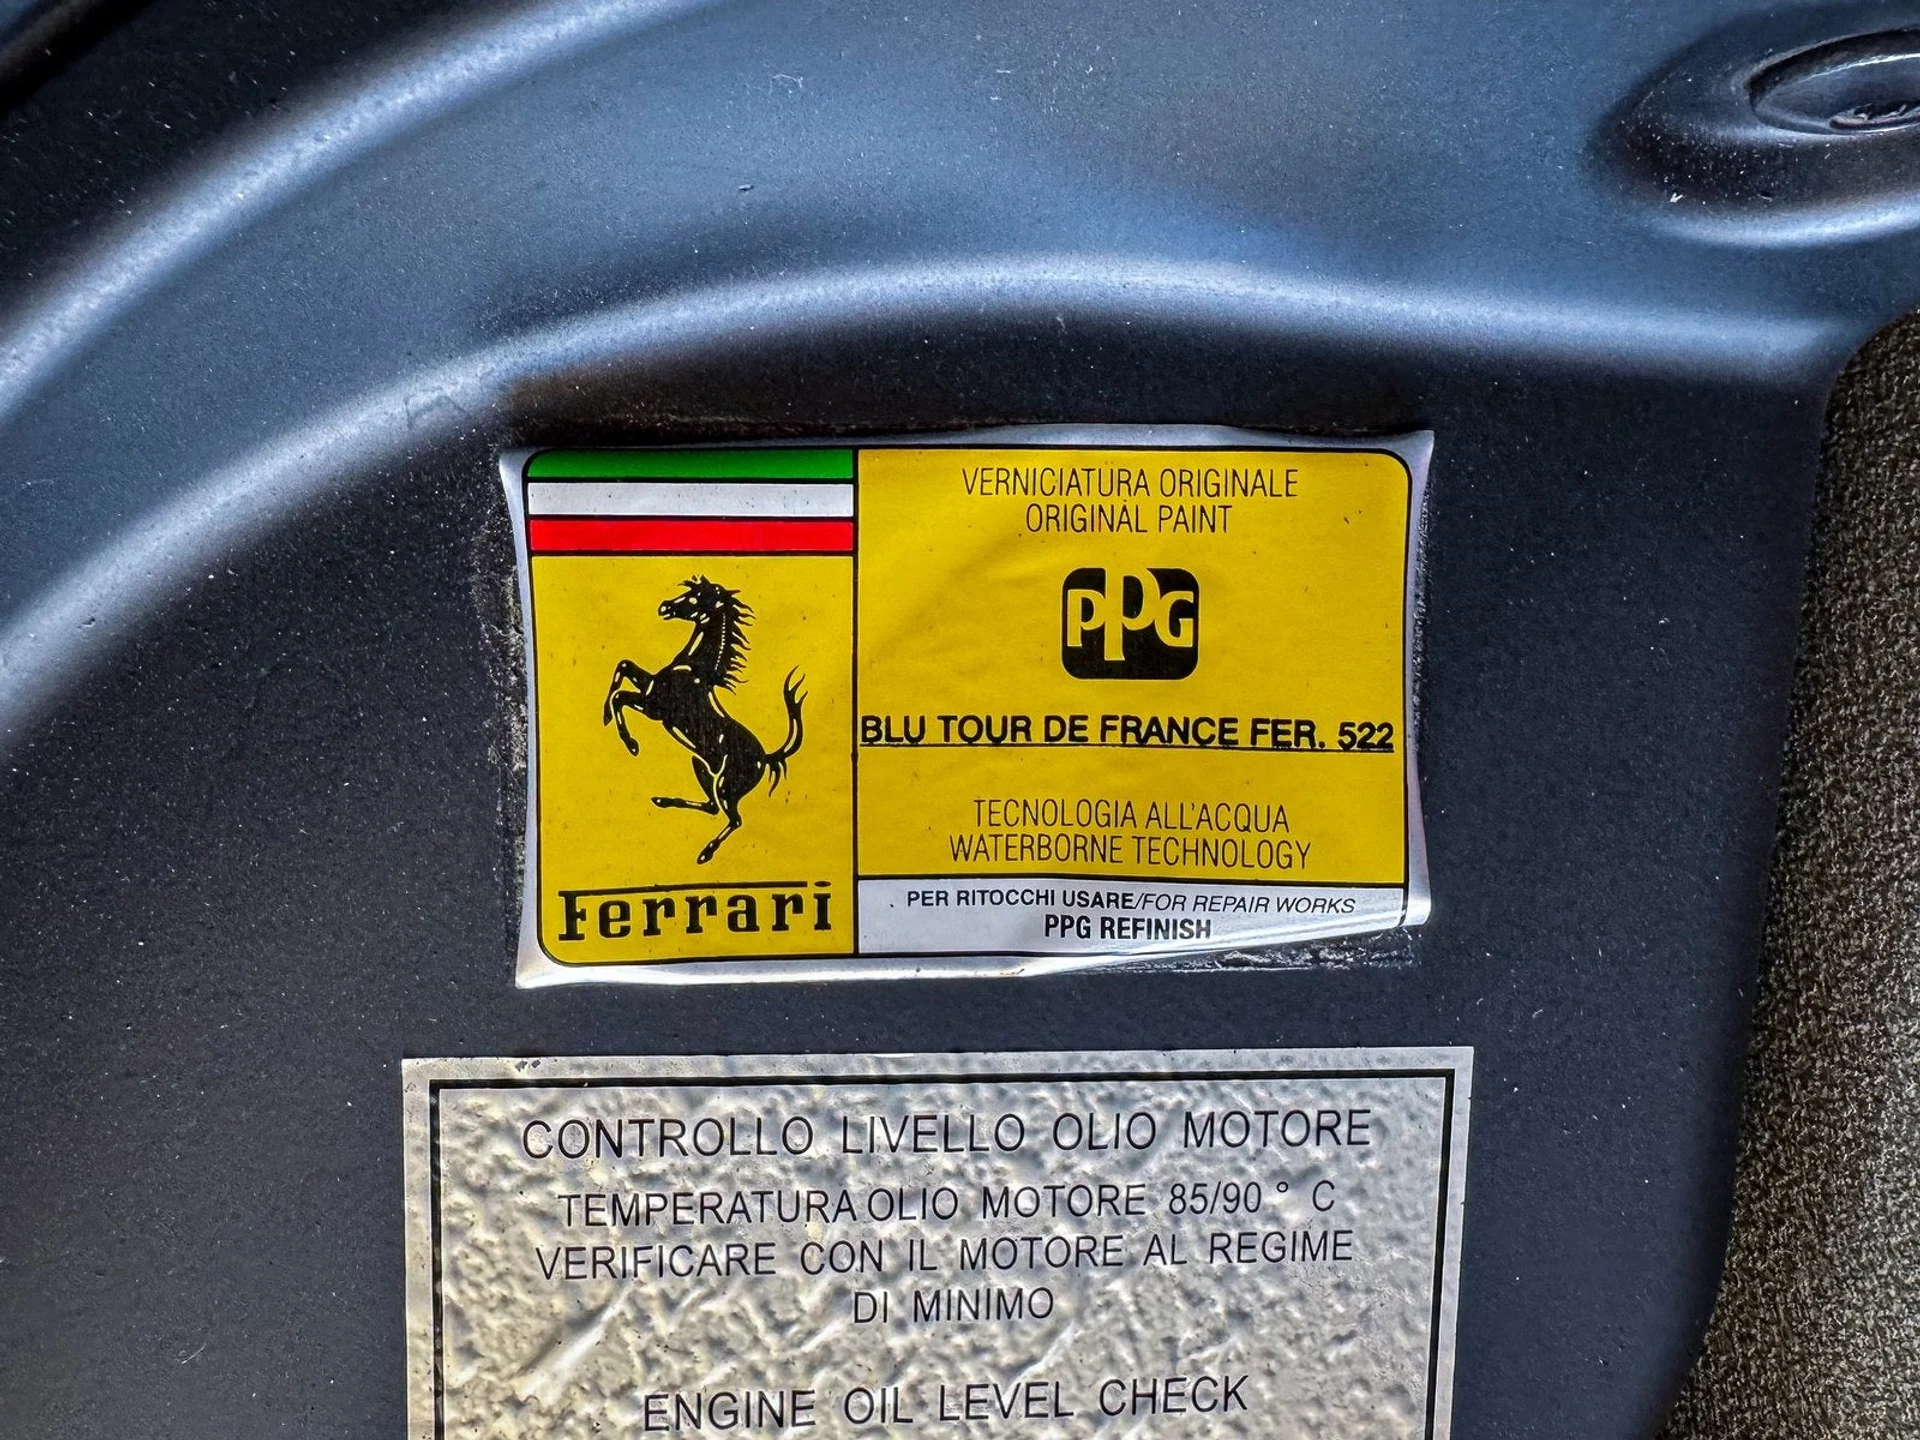 VERNICIATURA ORIGINALE
ORIGINAL PAINT
PPG
BLU TOUR DE FRANCE FER. 522
TECNOLOGIA ALL'ACQUA
WATERBORNE TECHNOLOGY
Ferrari
PER RITOCCHI USARE/FOR REPAIR WORKS
PPG REFINISH
CONTROLLO LIVELLO OLIO MOTORE
TEMPERATURA OLIO MOTORE 85/90° C
VERIFICARE CON IL MOTORE AL REGIME
DI MINIMO
ENGINE OIL LEVEL CHECK